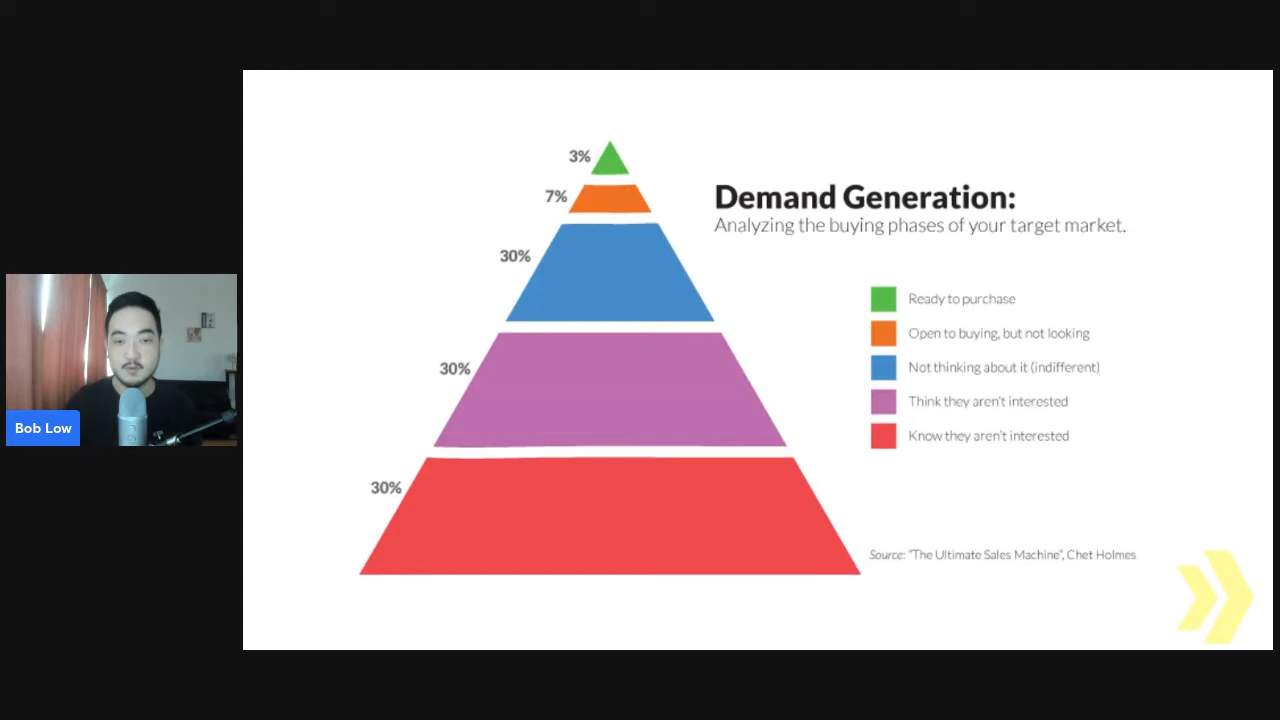 3%
7%
30%
30%
30%
Demand Generation:
Analyzing the buying phases of your target market.
Ready to purchase
Open to buying, but not looking
Not thinking about it (indifferent)
Think they aren't interested
Know they aren't interested
Source: "The Ultimate Sales Machine", Chet Holmes
Bob Low